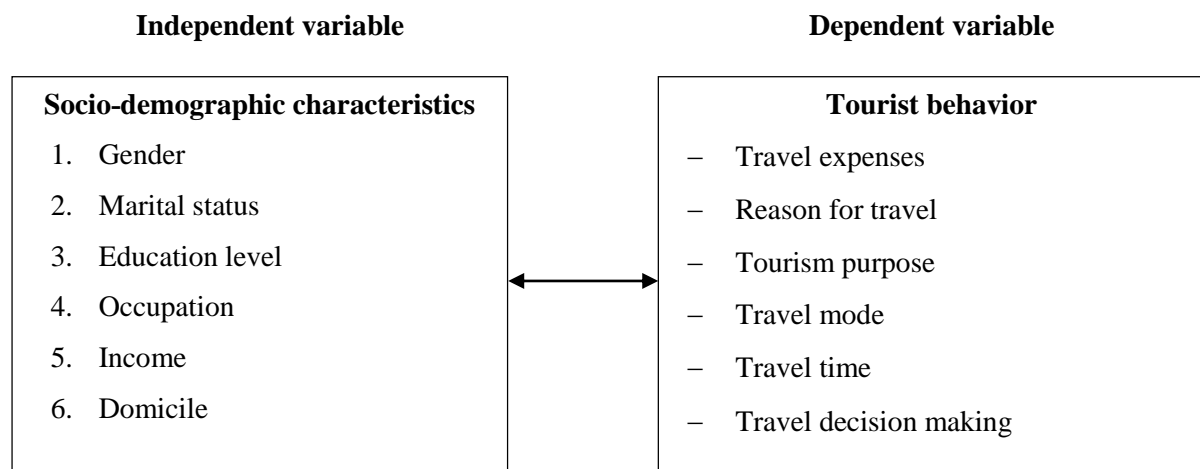 Independent variable
Dependent variable
Socio-demographic characteristics
1. Gender
2. Marital status
3. Education level
4. Occupation
5. Income
6. Domicile
Tourist behavior
– Travel expenses
– Reason for travel
– Tourism purpose
– Travel mode
– Travel time
– Travel decision making